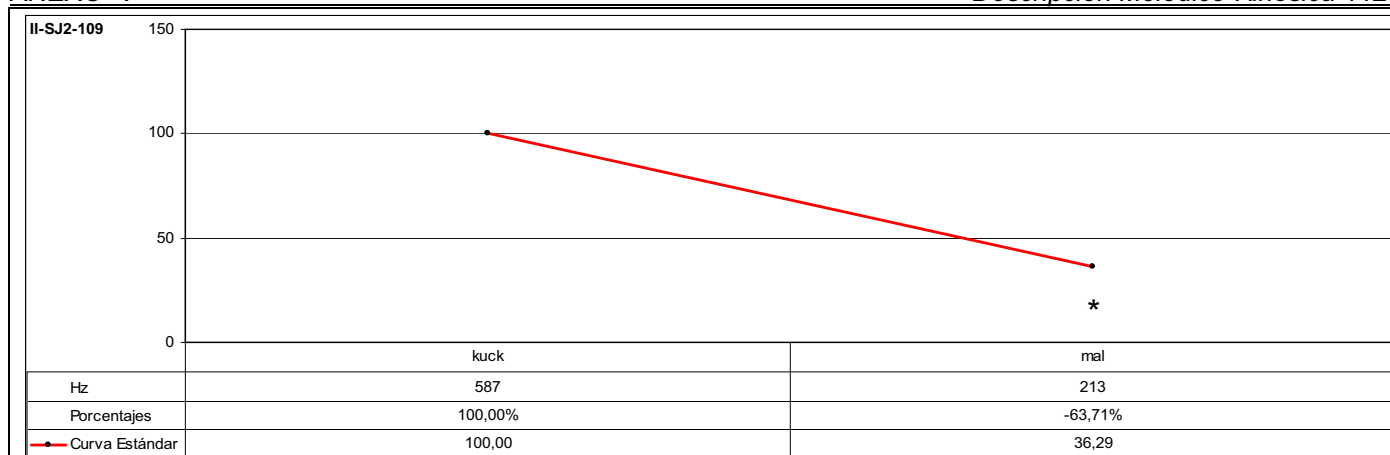 II-SJ2-109
150
100
50
0
*
kuck mal
Hz 587 213
Porcentajes 100,00% -63,71%
Curva Estándar 100,00 36,29